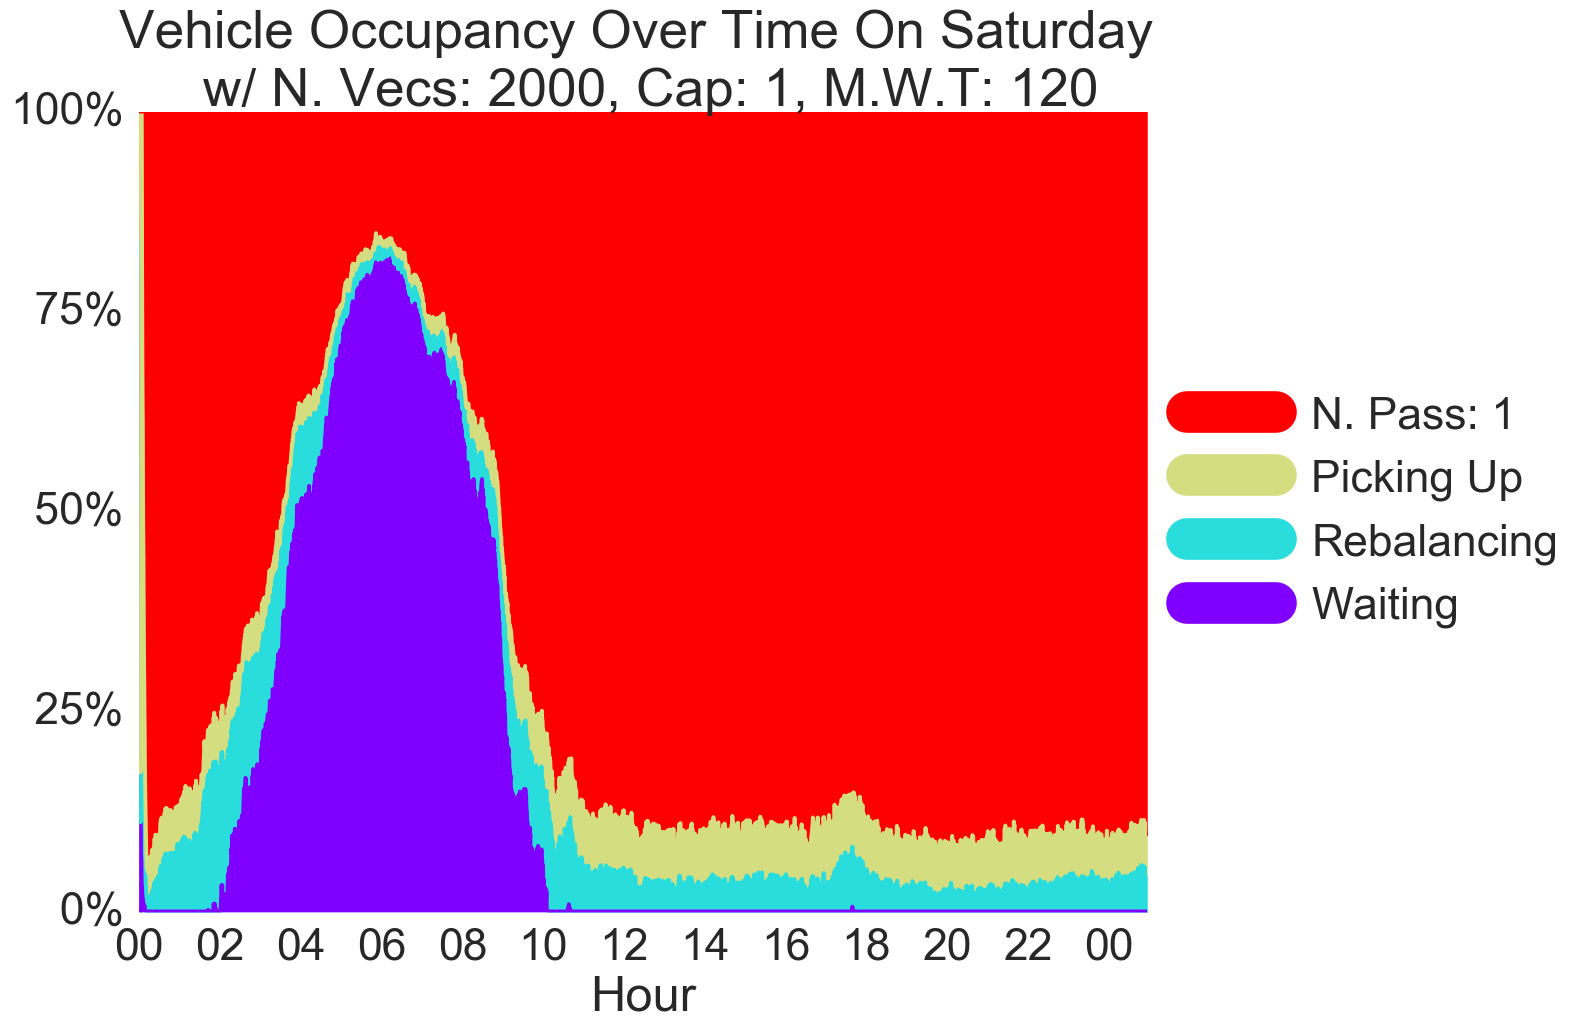 Vehicle Occupancy Over Time On Saturday
w/ N. Vecs: 2000, Cap: 1, M.W.T: 120
100%
75%
50%
25%
0%
00 02 04 06 08 10 12 14 16 18 20 22 00
Hour
N. Pass: 1
Picking Up
Rebalancing
Waiting